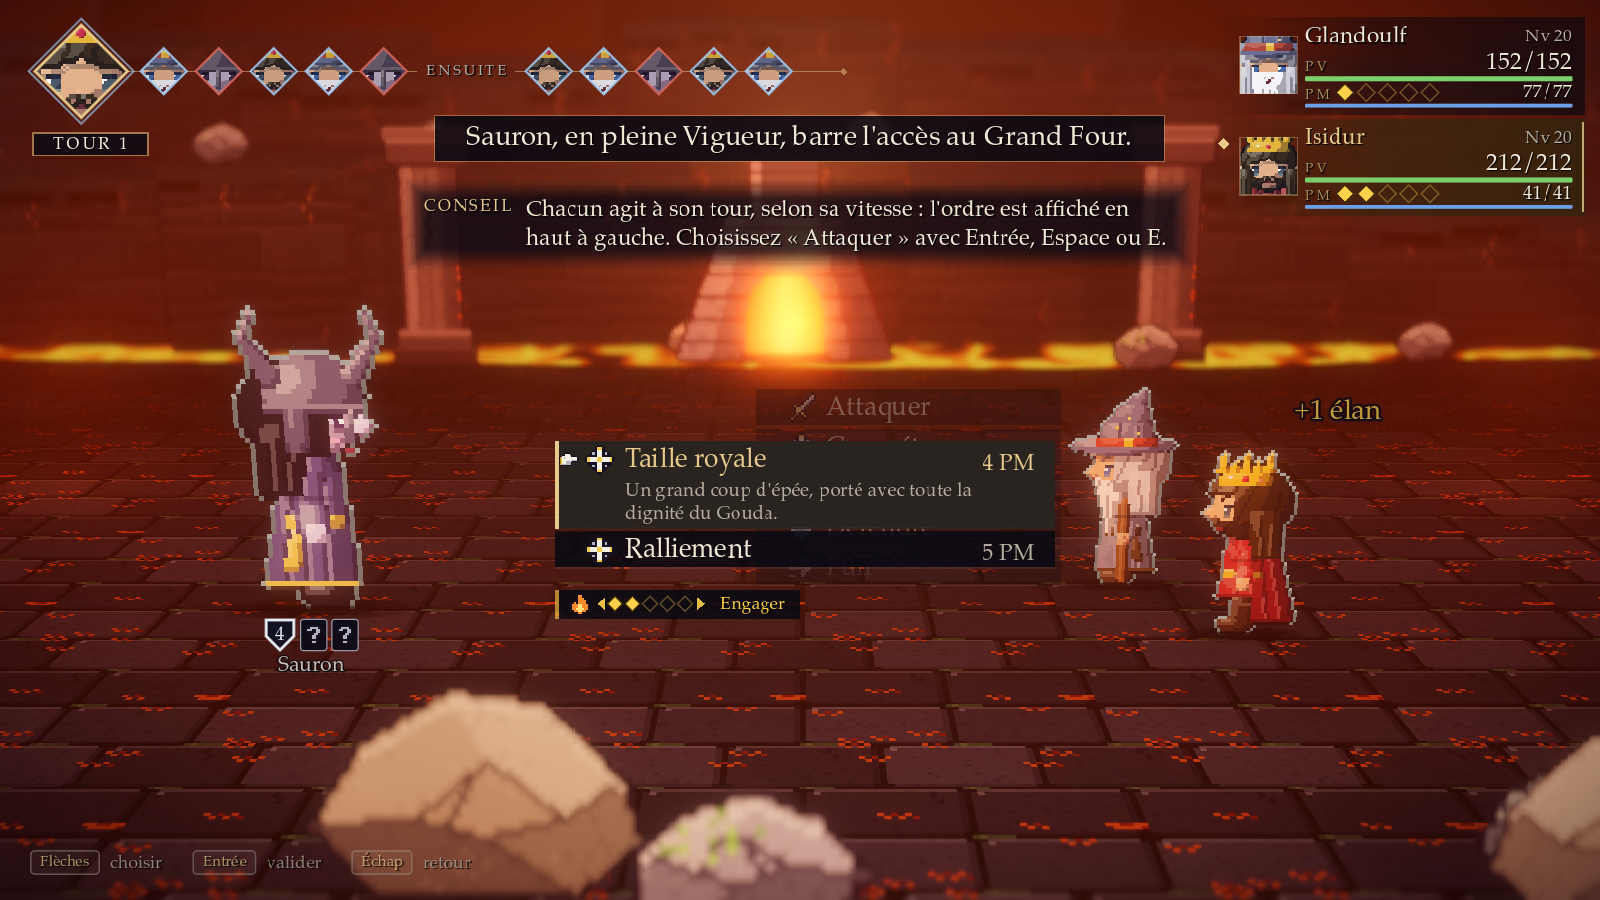 ENSUITE
TOUR 1
Glandoulf
Nv 20
PV
152/152
PM
77/77
Isidur
Nv 20
PV
212/212
PM
41/41
Sauron, en pleine Vigueur, barre l'accès au Grand Four.
CONSEIL
Chacun agit à son tour, selon sa vitesse : l'ordre est affiché en
haut à gauche. Choisissez « Attaquer » avec Entrée, Espace ou E.
+1 élan
Attaquer
Taille royale
4 PM
Un grand coup d'épée, porté avec toute la
dignité du Gouda.
Ralliement
5 PM
Engager
4 ? ?
Sauron
Flèches choisir Entrée valider Échap retour